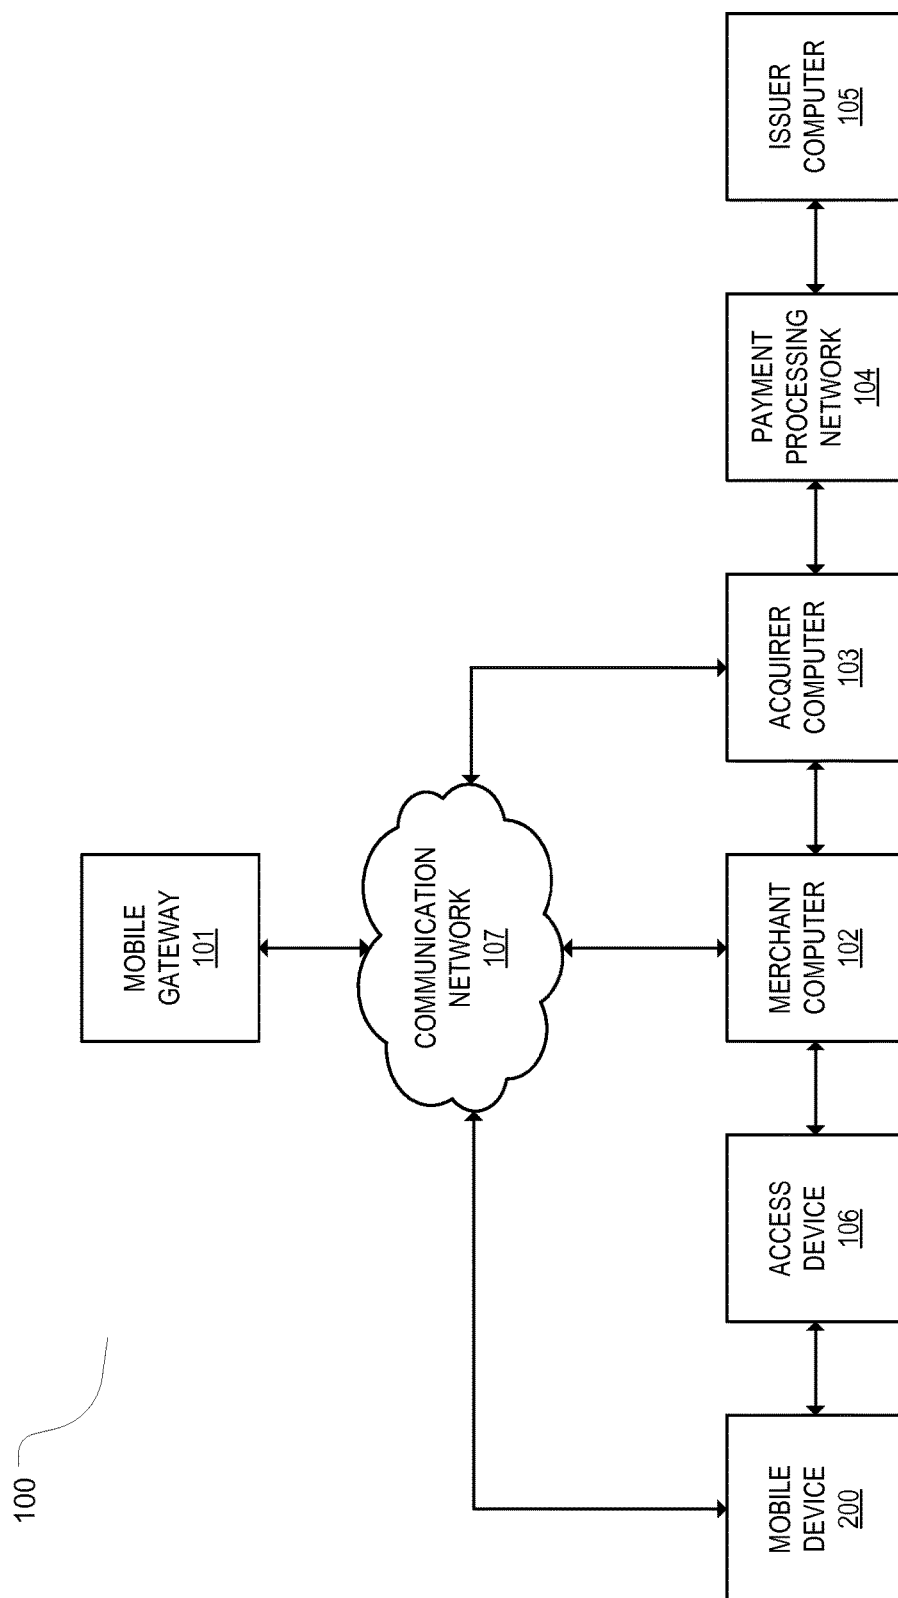 100
MOBILE
GATEWAY
101
COMMUNICATION
NETWORK
107
MOBILE
DEVICE
200
ACCESS
DEVICE
106
MERCHANT
COMPUTER
102
ACQUIRER
COMPUTER
103
PAYMENT
PROCESSING
NETWORK
104
ISSUER
COMPUTER
105